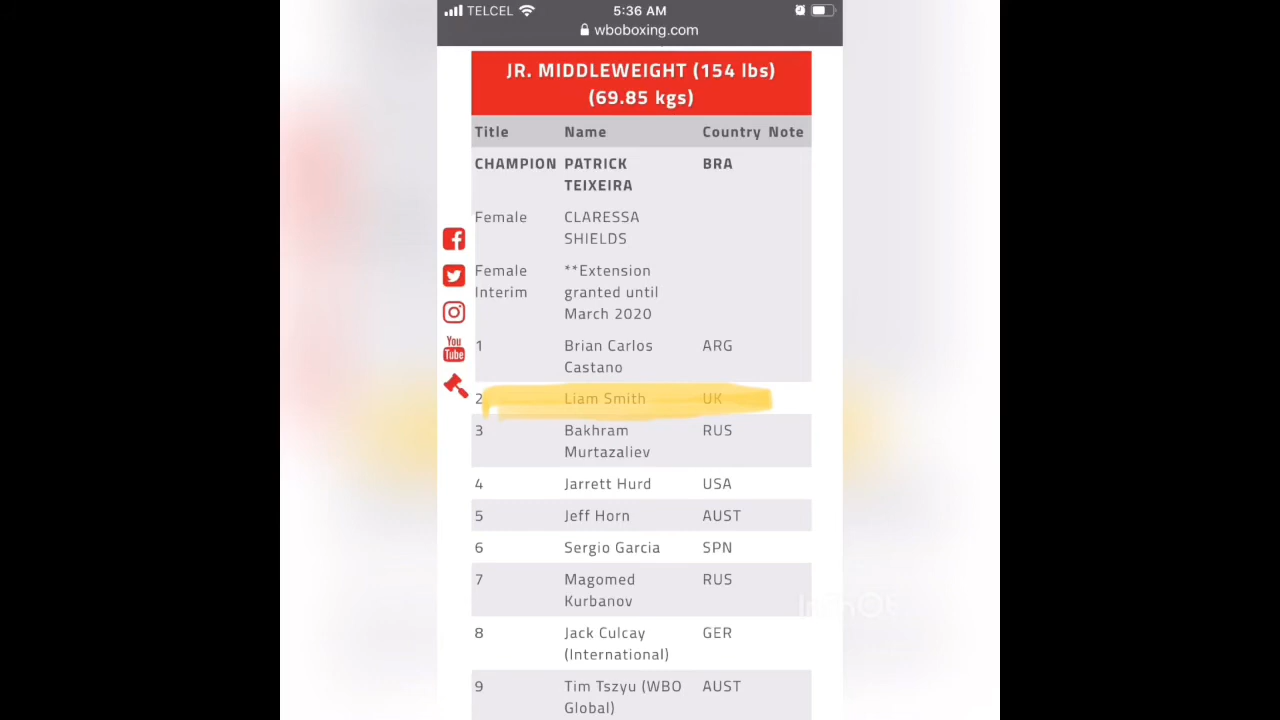 TELCEL 5:36 AM
wboboxing.com
JR. MIDDLEWEIGHT (154 lbs)
(69.85 kgs)
Title Name Country Note
CHAMPION PATRICK BRA
TEIXEIRA
Female CLARESSA
SHIELDS
Female **Extension
Interim granted until
March 2020
1 Brian Carlos ARG
Castano
2 Liam Smith UK
3 Bakhram RUS
Murtazaliev
4 Jarrett Hurd USA
5 Jeff Horn AUST
6 Sergio Garcia SPN
7 Magomed RUS
Kurbanov
8 Jack Culcay GER
(International)
9 Tim Tszyu (WBO AUST
Global)
You
Tube